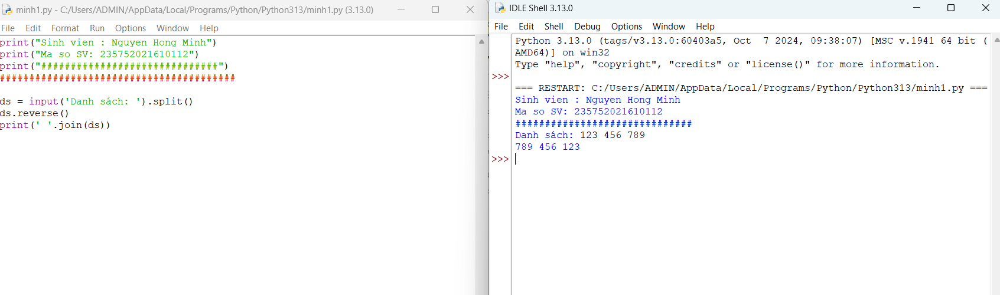 minh1.py - C:/Users/ADMIN/AppData/Local/Programs/Python/Python313/minh1.py (3.13.0)
File Edit Format Run Options Window Help
print("Sinh vien : Nguyen Hong Minh")
print("Ma so SV: 235752021610112")
print("##############################")
########################################
ds = input('Danh sách: ').split()
ds.reverse()
print(' '.join(ds))
IDLE Shell 3.13.0
File Edit Shell Debug Options Window Help
Python 3.13.0 (tags/v3.13.0:60403a5, Oct  7 2024, 09:38:07) [MSC v.1941 64 bit (
AMD64)] on win32
Type "help", "copyright", "credits" or "license()" for more information.
>>>
=== RESTART: C:/Users/ADMIN/AppData/Local/Programs/Python/Python313/minh1.py ===
Sinh vien : Nguyen Hong Minh
Ma so SV: 235752021610112
##############################
Danh sách: 123 456 789
789 456 123
>>>